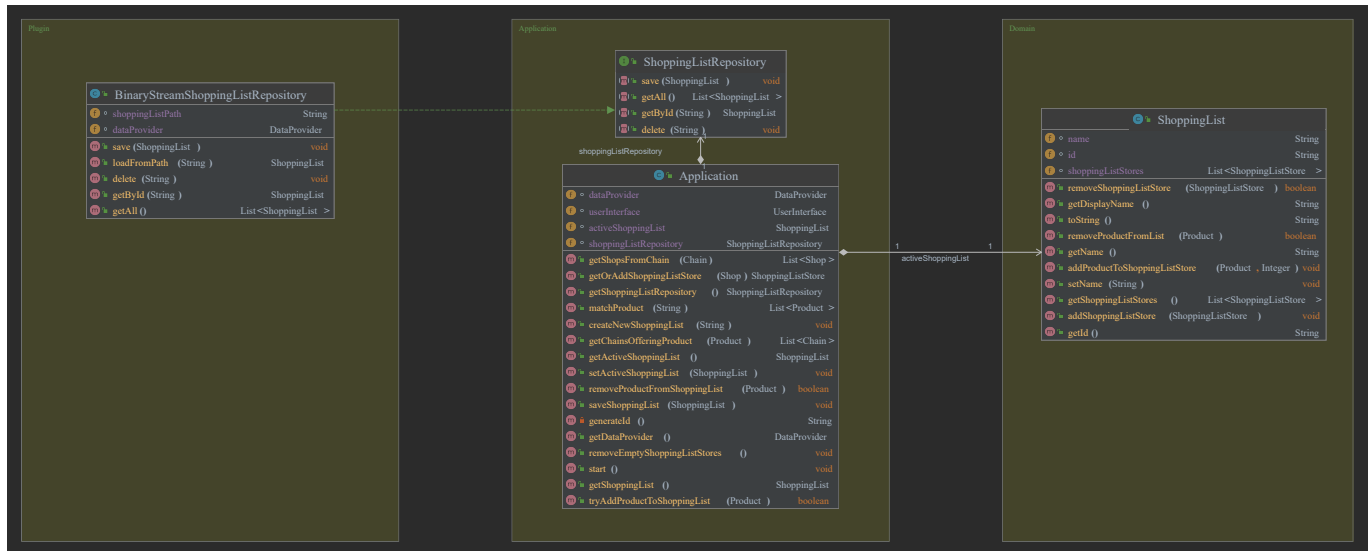 Plugin
BinaryStreamShoppingListRepository
shoppingListPath String
dataProvider DataProvider
save (ShoppingList ) void
loadFromPath (String ) ShoppingList
delete (String ) void
getById (String ) ShoppingList
getAll () List<ShoppingList >
Application
ShoppingListRepository
save (ShoppingList ) void
getAll () List<ShoppingList >
getById (String ) ShoppingList
delete (String ) void
1
shoppingListRepository
1
Application
dataProvider DataProvider
userInterface UserInterface
activeShoppingList ShoppingList
shoppingListRepository ShoppingListRepository
getShopsFromChain (Chain ) List<Shop >
getOrAddShoppingListStore (Shop ) ShoppingListStore
getShoppingListRepository () ShoppingListRepository
matchProduct (String ) List<Product >
createNewShoppingList (String ) void
getChainsOfferingProduct (Product ) List<Chain >
getActiveShoppingList () ShoppingList
setActiveShoppingList (ShoppingList ) void
removeProductFromShoppingList (Product ) boolean
saveShoppingList (ShoppingList ) void
generateId () String
getDataProvider () DataProvider
removeEmptyShoppingListStores () void
start () void
getShoppingList () ShoppingList
tryAddProductToShoppingList (Product ) boolean
1 1
activeShoppingList
Domain
ShoppingList
name String
id String
shoppingListStores List<ShoppingListStore >
removeShoppingListStore (ShoppingListStore ) boolean
getDisplayName () String
toString () String
removeProductFromList (Product ) boolean
getName () String
addProductToShoppingListStore (Product , Integer ) void
setName (String ) void
getShoppingListStores () List<ShoppingListStore >
addShoppingListStore (ShoppingListStore ) void
getId () String